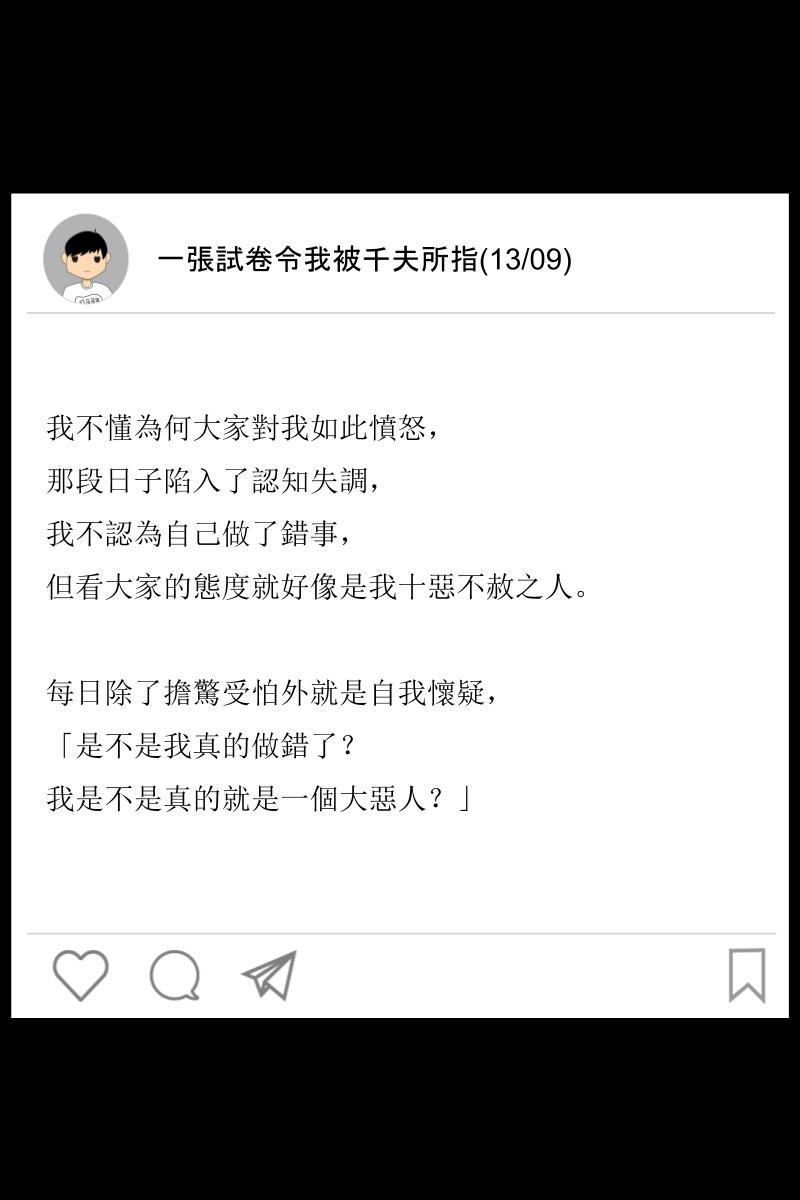 一張試卷令我被千夫所指(13/09)
我不懂為何大家對我如此憤怒，
那段日子陷入了認知失調，
我不認為自己做了錯事，
但看大家的態度就好像是我十惡不赦之人。
每日除了擔驚受怕外就是自我懷疑，
「是不是我真的做錯了？
我是不是真的就是一個大惡人？」